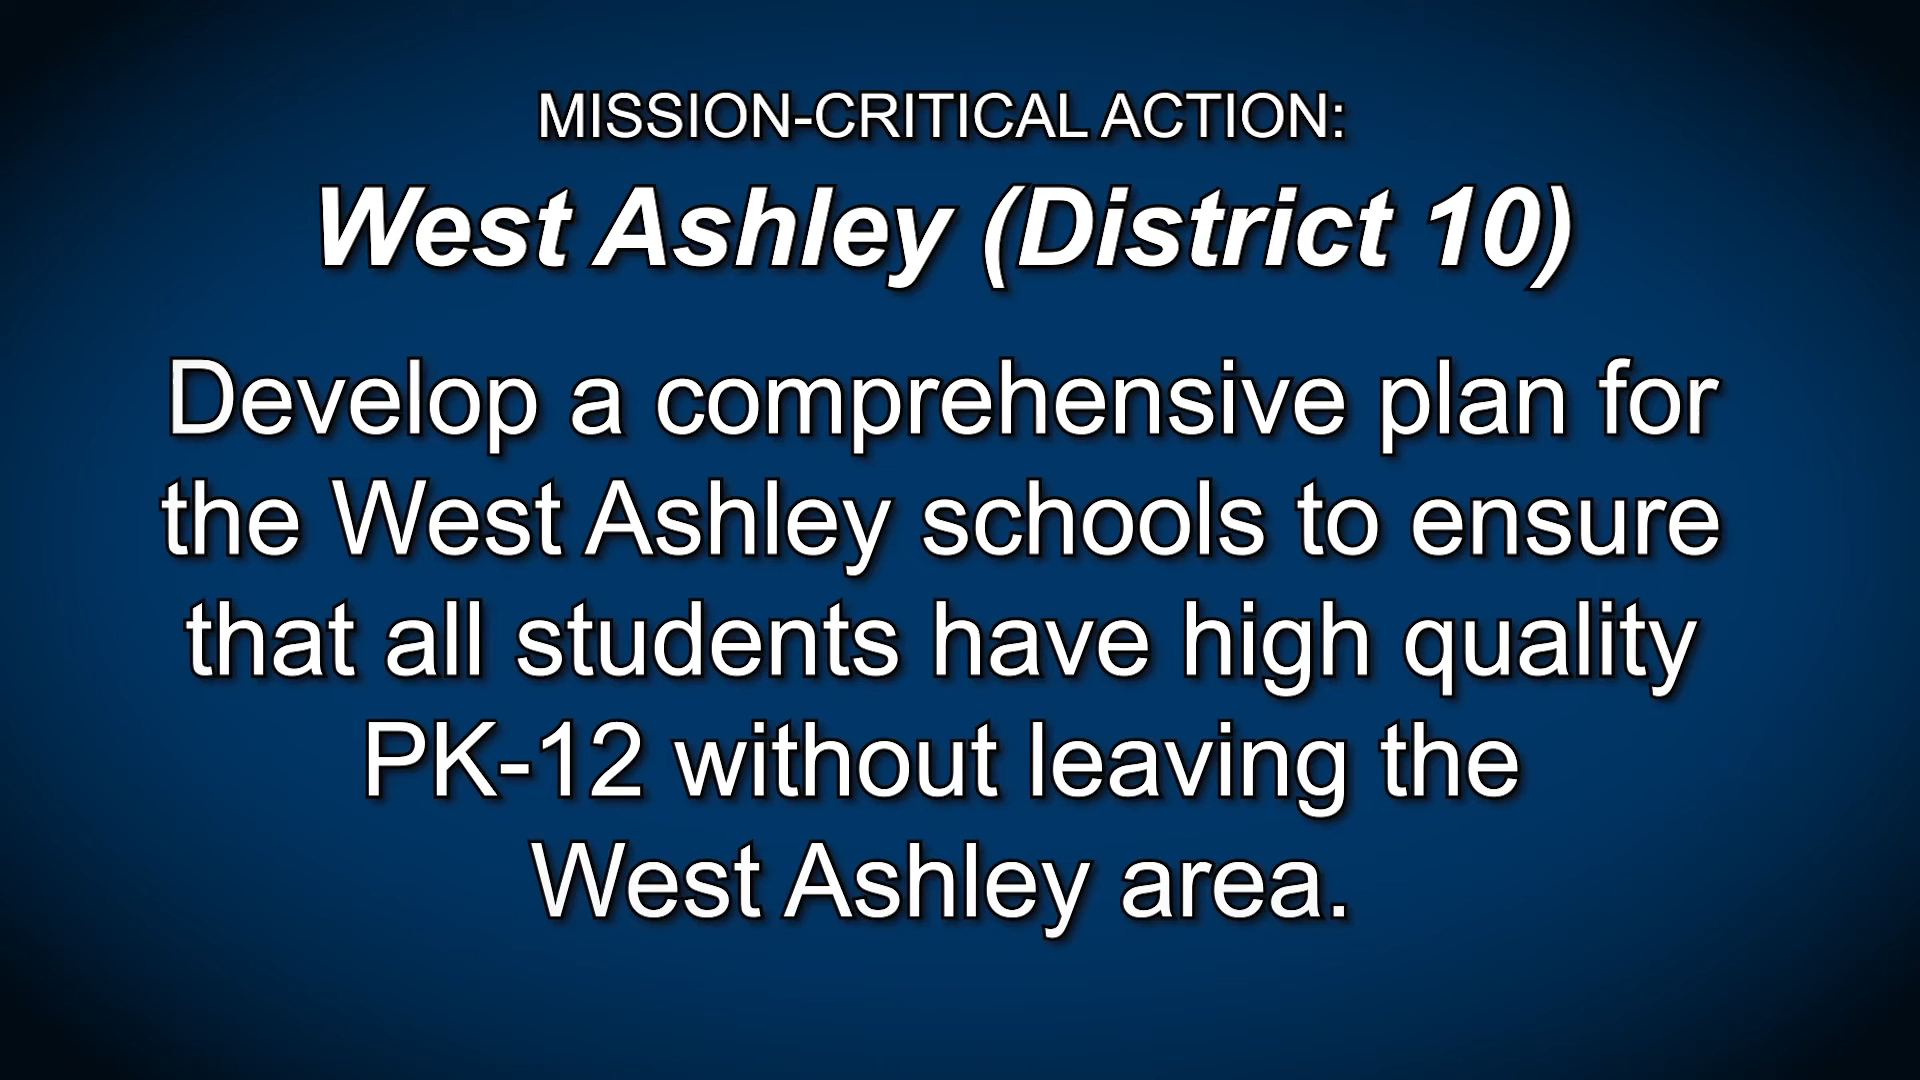 MISSION-CRITICAL ACTION:
West Ashley (District 10)
Develop a comprehensive plan for
the West Ashley schools to ensure
that all students have high quality
PK-12 without leaving the
West Ashley area.